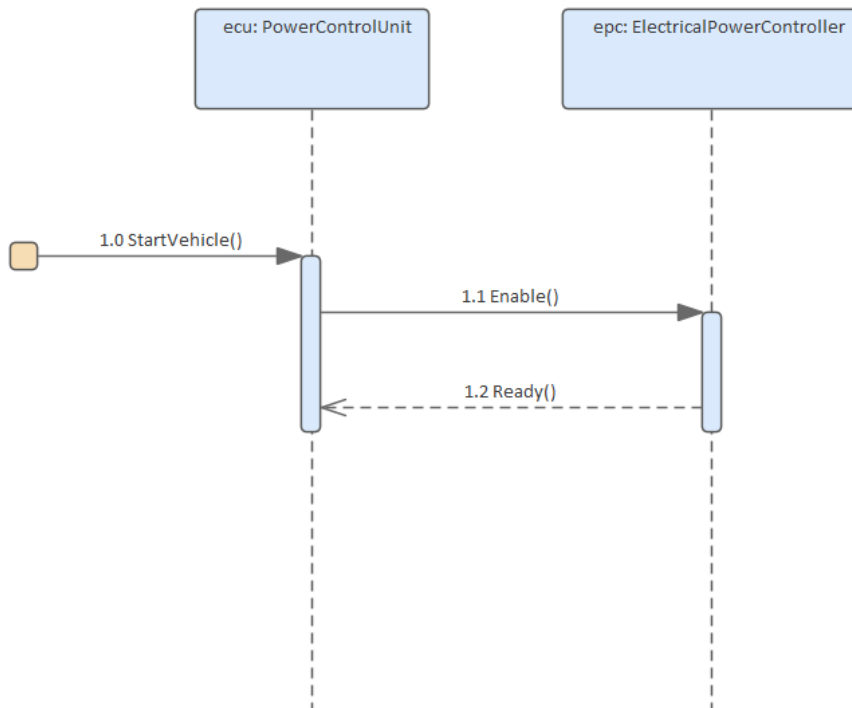 ecu: PowerControlUnit
epc: ElectricalPowerController
1.0 StartVehicle()
1.1 Enable()
1.2 Ready()